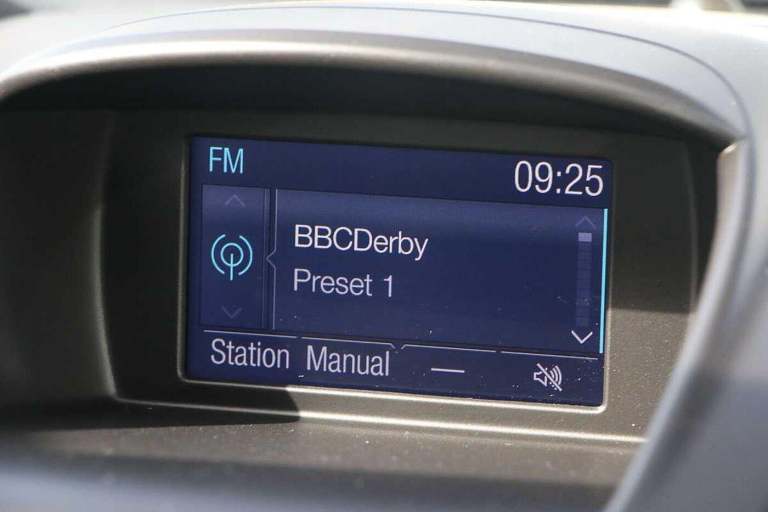 FM
09:25
BBCDerby
Preset 1
Station Manual